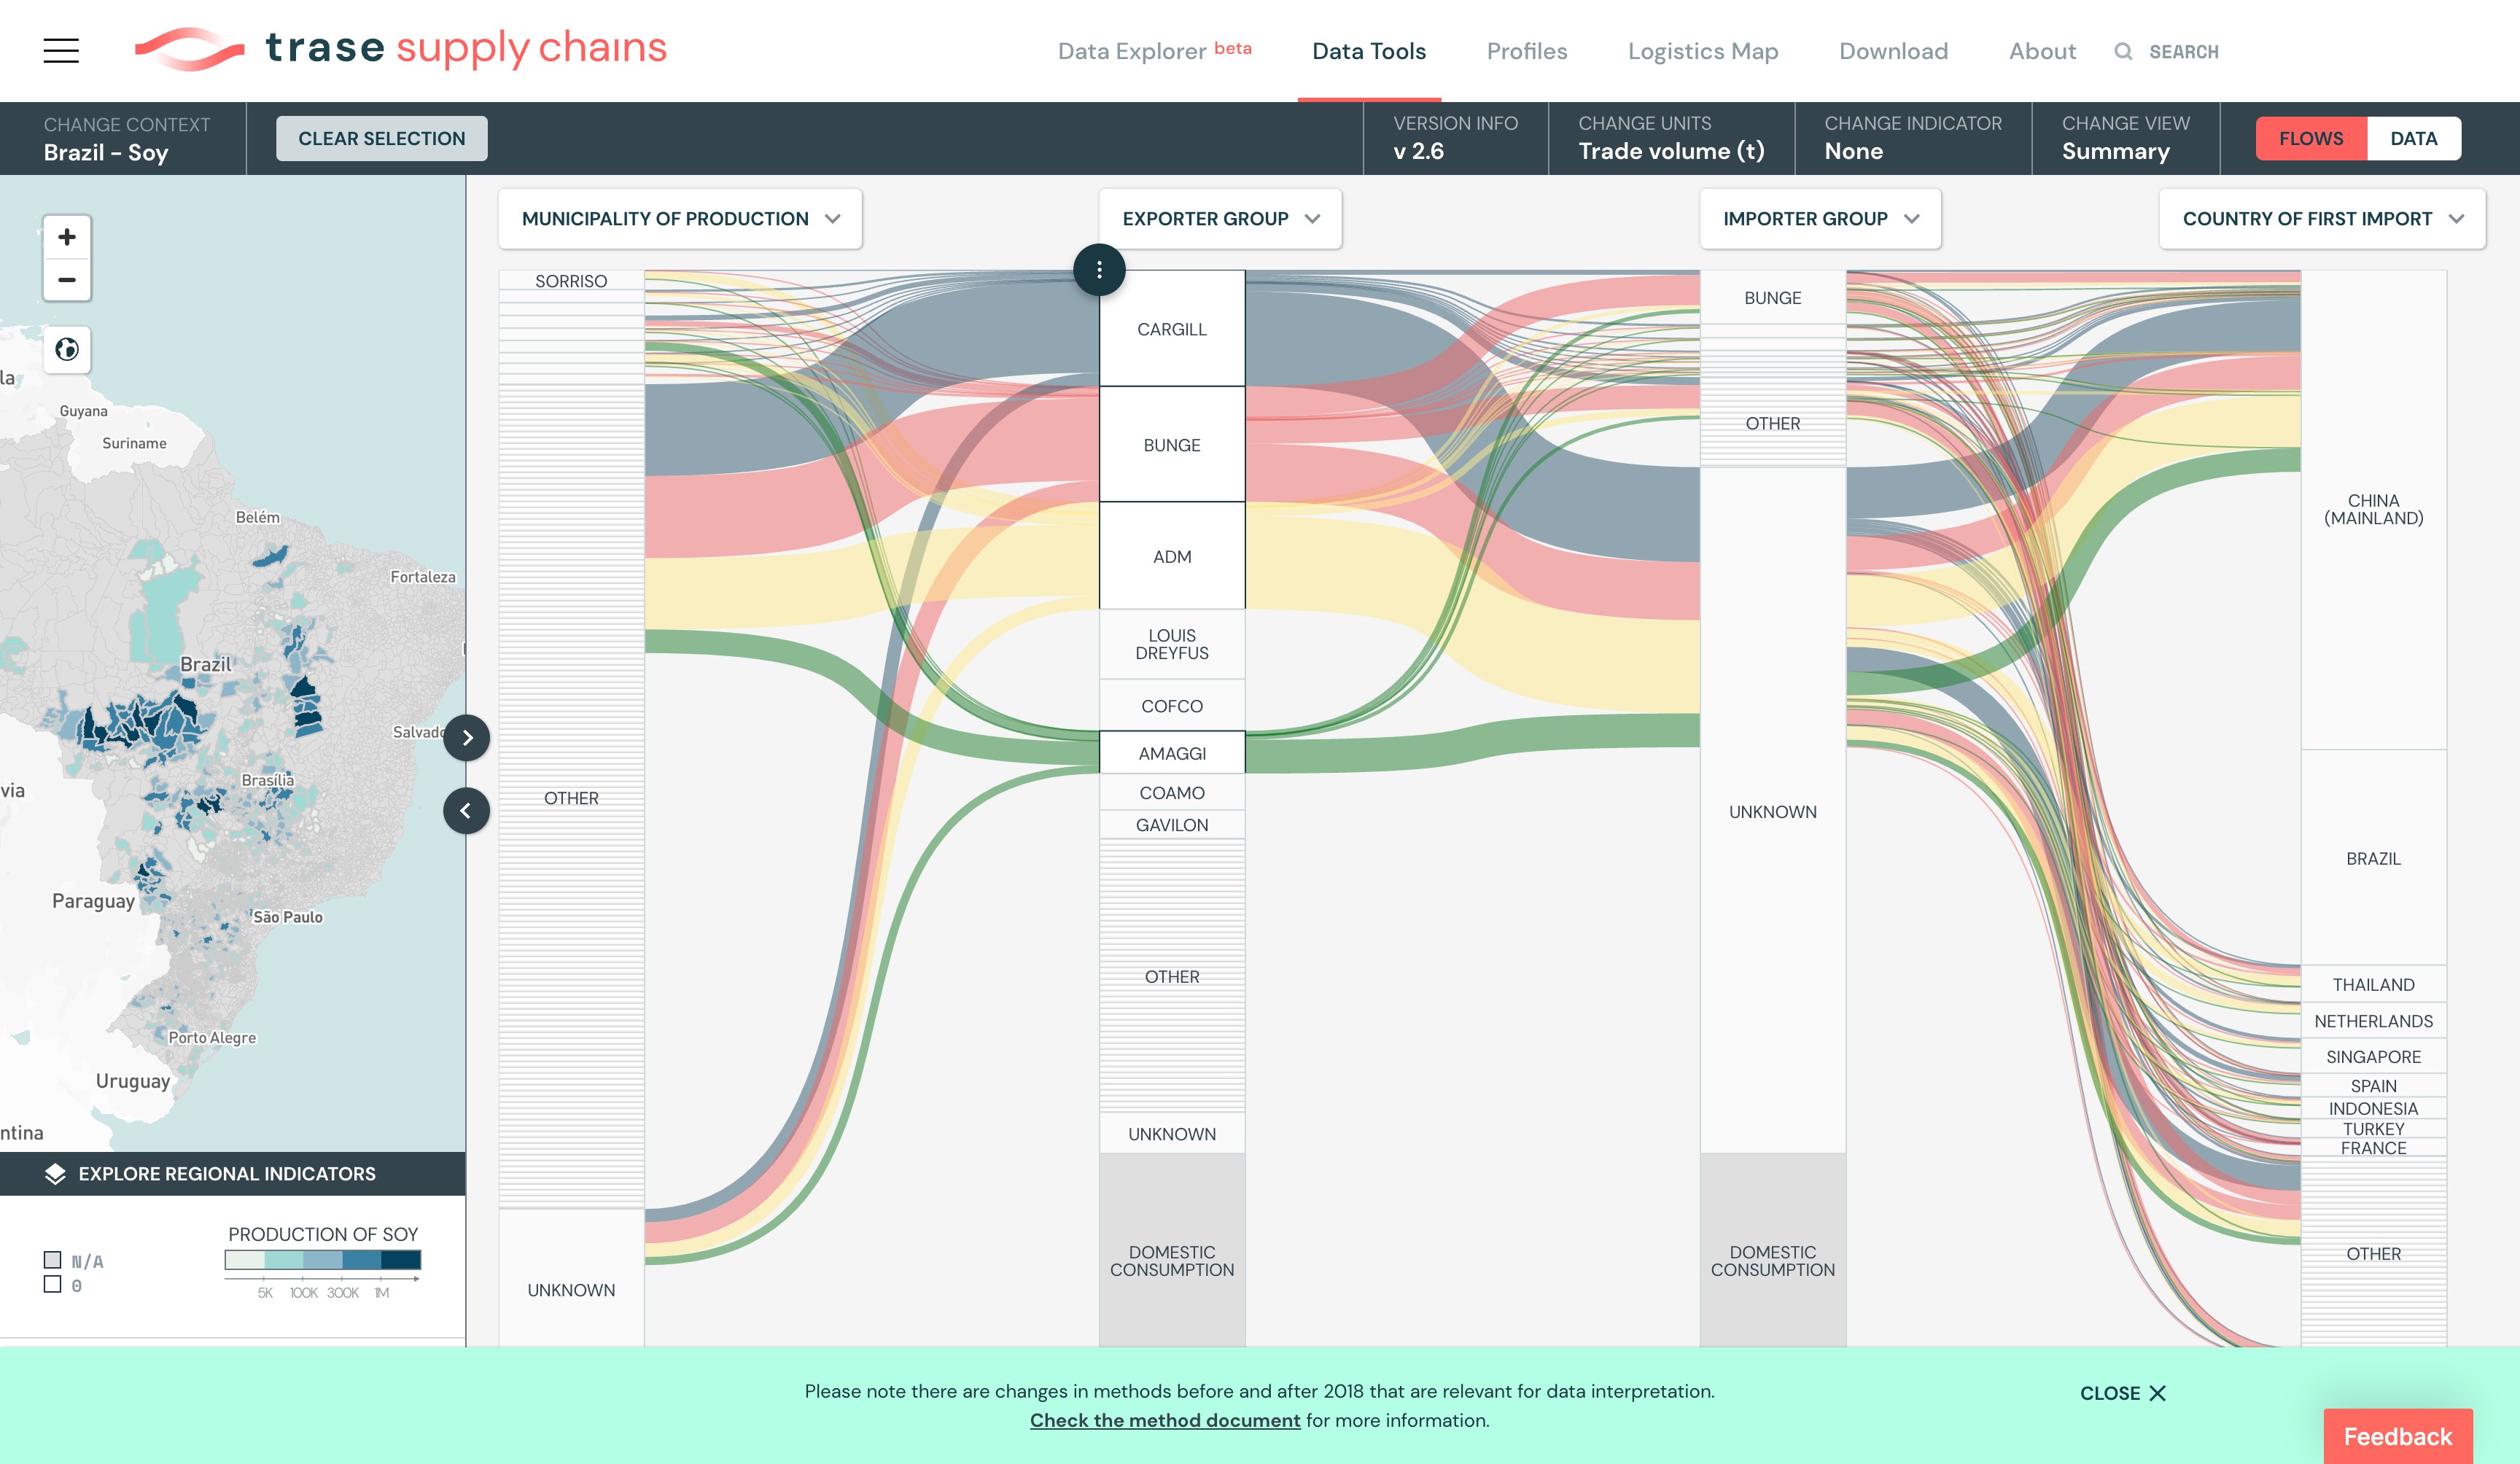 trase supply chains
Data Explorer beta
Data Tools
Profiles
Logistics Map
Download
About
SEARCH
CHANGE CONTEXT
Brazil – Soy
CLEAR SELECTION
VERSION INFO
v 2.6
CHANGE UNITS
Trade volume (t)
CHANGE INDICATOR
None
CHANGE VIEW
Summary
FLOWS
DATA
MUNICIPALITY OF PRODUCTION
EXPORTER GROUP
IMPORTER GROUP
COUNTRY OF FIRST IMPORT
+
−
la
Guyana
Suriname
Belém
Fortaleza
Brazil
Salvado
Brasília
via
Paraguay
São Paulo
Porto Alegre
Uruguay
ntina
SORRISO
OTHER
UNKNOWN
CARGILL
BUNGE
ADM
LOUIS
DREYFUS
COFCO
AMAGGI
COAMO
GAVILON
OTHER
UNKNOWN
DOMESTIC
CONSUMPTION
BUNGE
OTHER
UNKNOWN
DOMESTIC
CONSUMPTION
CHINA
(MAINLAND)
BRAZIL
THAILAND
NETHERLANDS
SINGAPORE
SPAIN
INDONESIA
TURKEY
FRANCE
OTHER
EXPLORE REGIONAL INDICATORS
N/A
0
PRODUCTION OF SOY
5K 100K 300K 1M
Please note there are changes in methods before and after 2018 that are relevant for data interpretation.
Check the method document for more information.
CLOSE
Feedback